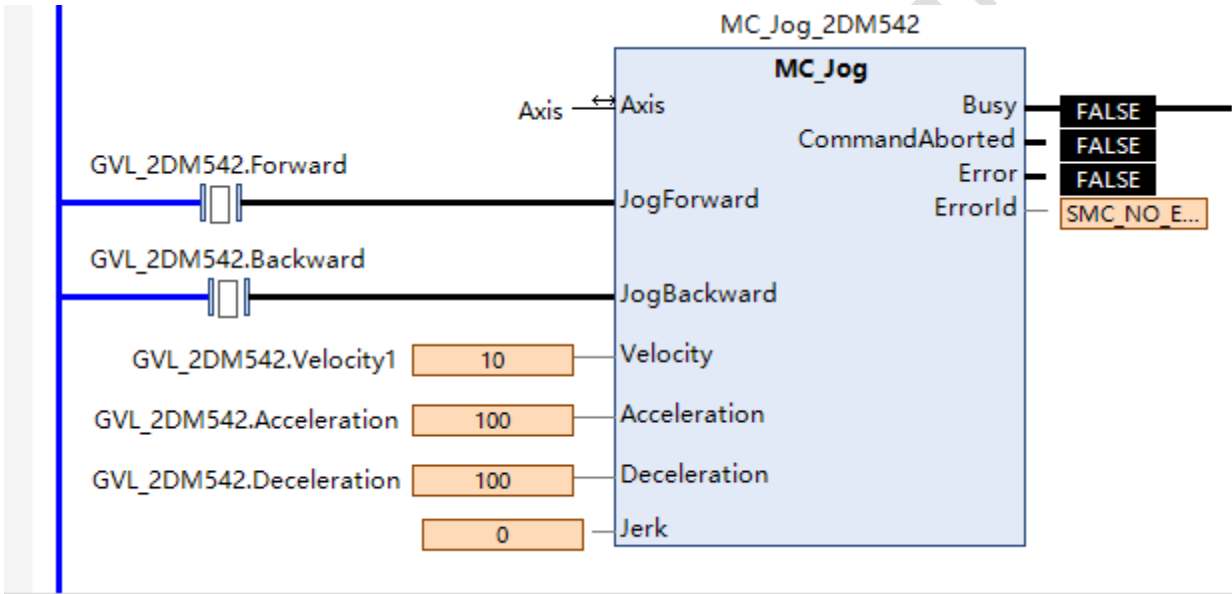 MC_Jog_2DM542
MC_Jog
Axis Axis Busy FALSE
CommandAborted FALSE
GVL_2DM542.Forward Error FALSE
JogForward ErrorId SMC_NO_E...
GVL_2DM542.Backward
JogBackward
GVL_2DM542.Velocity1 10 Velocity
GVL_2DM542.Acceleration 100 Acceleration
GVL_2DM542.Deceleration 100 Deceleration
0 Jerk